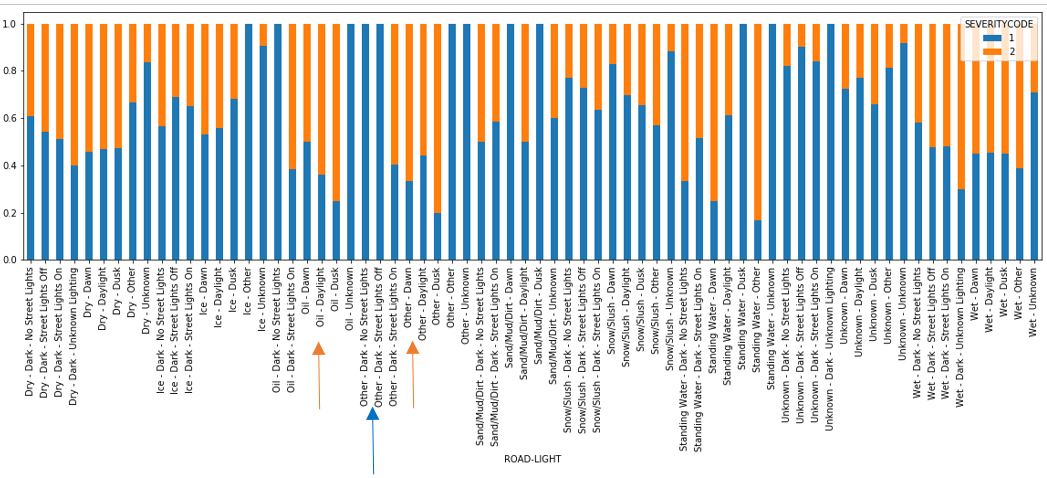 SEVERITYCODE
1
2
1.0
0.8
0.6
0.4
0.2
0.0
Dry - Dark - No Street Lights
Dry - Dark - Street Lights Off
Dry - Dark - Street Lights On
Dry - Dark - Unknown Lighting
Dry - Dawn
Dry - Daylight
Dry - Dusk
Dry - Other
Dry - Unknown
Ice - Dark - No Street Lights
Ice - Dark - Street Lights Off
Ice - Dark - Street Lights On
Ice - Dawn
Ice - Daylight
Ice - Dusk
Ice - Other
Ice - Unknown
Oil - Dark - No Street Lights
Oil - Dark - Street Lights On
Oil - Dawn
Oil - Daylight
Oil - Dusk
Oil - Unknown
Other - Dark - No Street Lights
Other - Dark - Street Lights Off
Other - Dark - Street Lights On
Other - Dawn
Other - Daylight
Other - Dusk
Other - Other
Other - Unknown
Sand/Mud/Dirt - Dark - No Street Lights
Sand/Mud/Dirt - Dark - Street Lights On
Sand/Mud/Dirt - Dawn
Sand/Mud/Dirt - Daylight
Sand/Mud/Dirt - Dusk
Sand/Mud/Dirt - Unknown
Snow/Slush - Dark - No Street Lights
Snow/Slush - Dark - Street Lights Off
Snow/Slush - Dark - Street Lights On
Snow/Slush - Dawn
Snow/Slush - Daylight
Snow/Slush - Dusk
Snow/Slush - Other
Snow/Slush - Unknown
Standing Water - Dark - No Street Lights
Standing Water - Dark - Street Lights On
Standing Water - Dawn
Standing Water - Daylight
Standing Water - Dusk
Standing Water - Other
Standing Water - Unknown
Unknown - Dark - No Street Lights
Unknown - Dark - Street Lights Off
Unknown - Dark - Street Lights On
Unknown - Dark - Unknown Lighting
Unknown - Dawn
Unknown - Daylight
Unknown - Dusk
Unknown - Other
Unknown - Unknown
Wet - Dark - No Street Lights
Wet - Dark - Street Lights Off
Wet - Dark - Street Lights On
Wet - Dark - Unknown Lighting
Wet - Dawn
Wet - Daylight
Wet - Dusk
Wet - Other
Wet - Unknown
ROAD-LIGHT